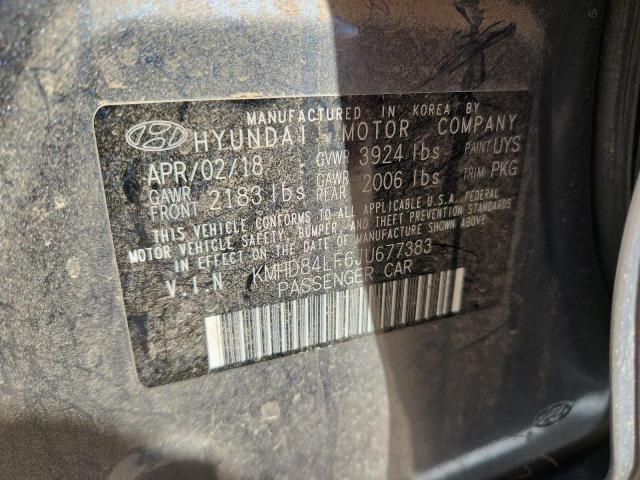 MANUFACTURED IN KOREA BY
HYUNDAI MOTOR COMPANY
APR/02/18 : GVWR 3924 lbs PAINT UYS
GAWR FRONT 2183 lbs GAWR REAR 2006 lbs TRIM PKG
THIS VEHICLE CONFORMS TO ALL APPLICABLE U.S.A. FEDERAL
MOTOR VEHICLE SAFETY, BUMPER, AND THEFT PREVENTION STANDARDS
IN EFFECT ON THE DATE OF MANUFACTURE SHOWN ABOVE
V.I.N KMHD84LF6JU677383
PASSENGER CAR